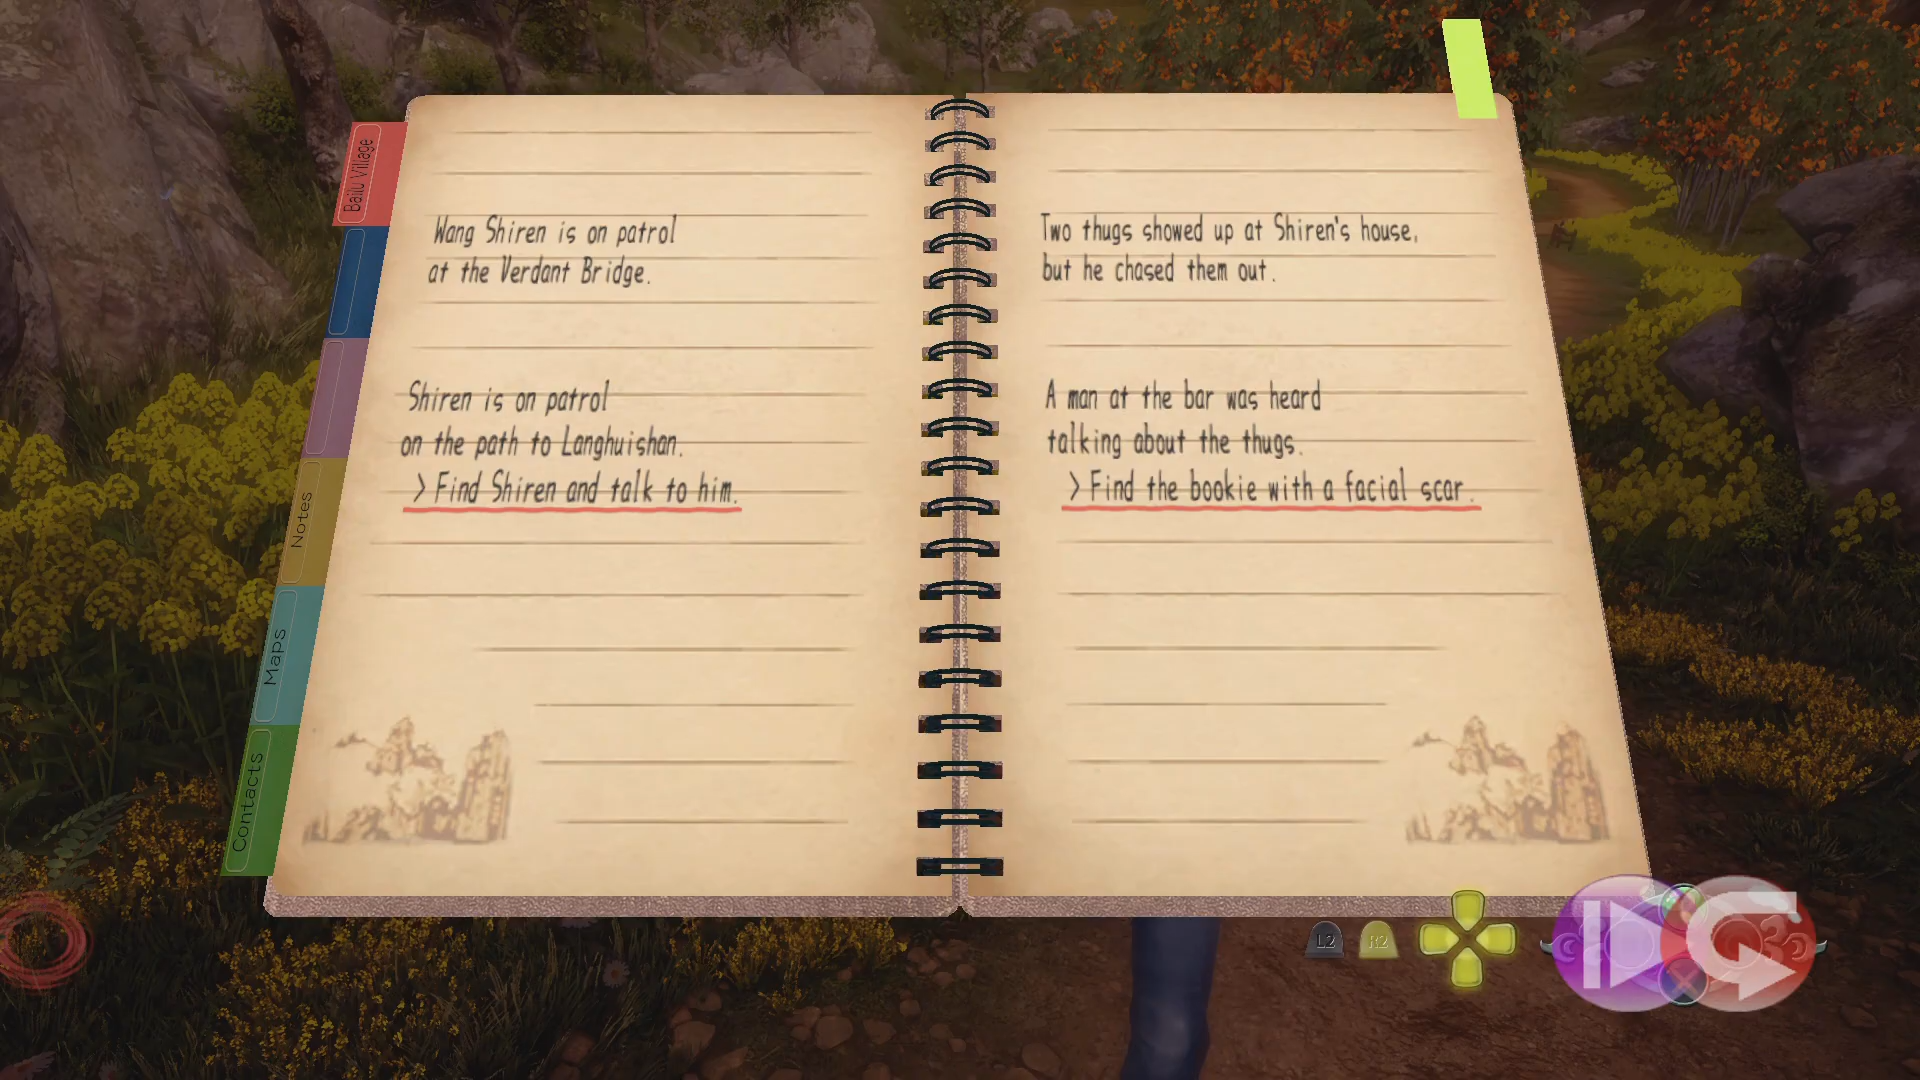 Wang Shiren is on patrol
at the Verdant Bridge.
Shiren is on patrol
on the path to Langhuishan.
> Find Shiren and talk to him.
Two thugs showed up at Shiren's house,
but he chased them out.
A man at the bar was heard
talking about the thugs.
> Find the bookie with a facial scar.
Bailu Village
Notes
Maps
Contacts
L2
R2